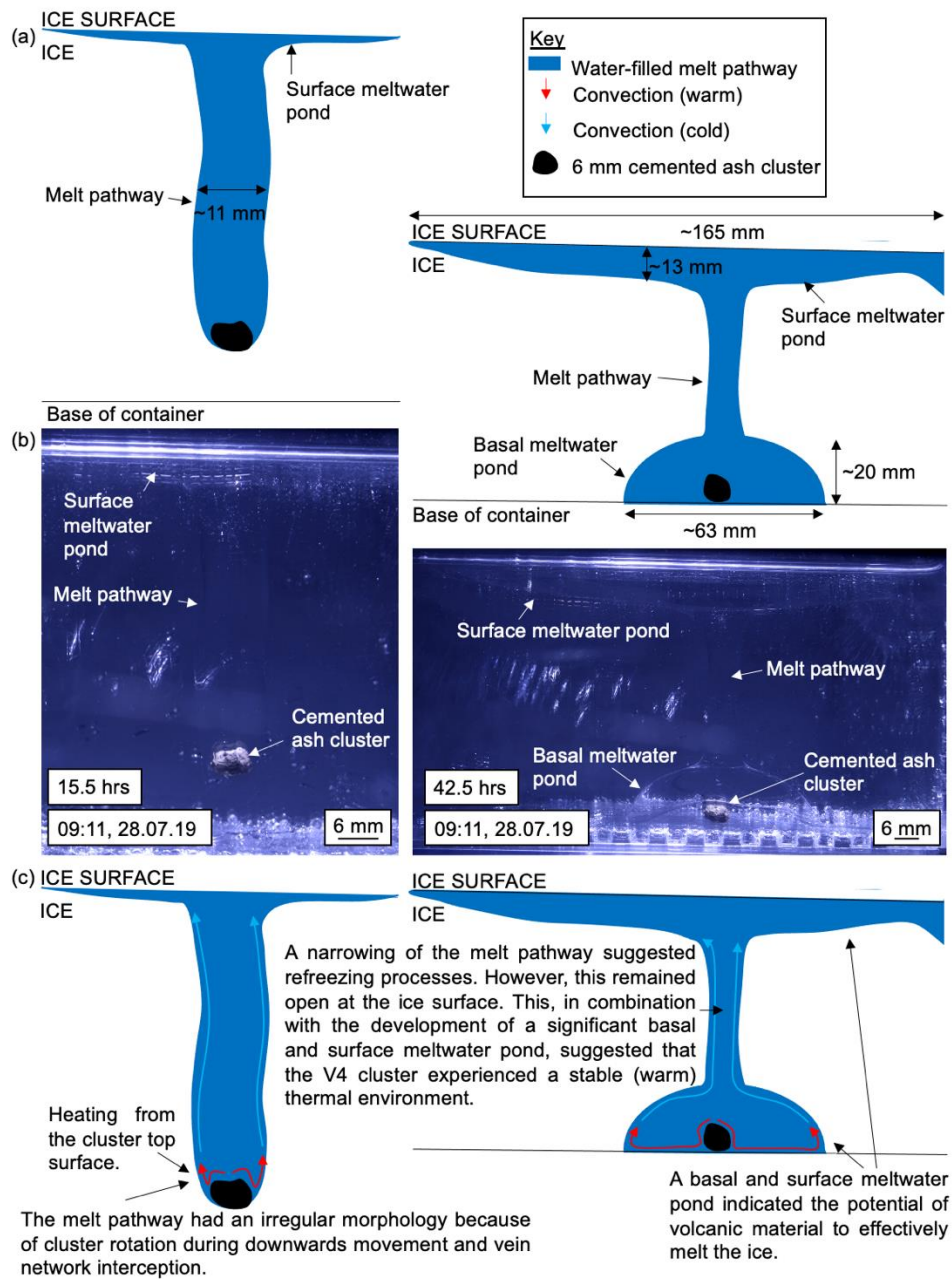 (a)
ICE SURFACE
ICE
Surface meltwater
pond
Melt pathway
~11 mm
Key
Water-filled melt pathway
Convection (warm)
Convection (cold)
6 mm cemented ash cluster
~165 mm
ICE SURFACE
ICE
~13 mm
Surface meltwater
pond
Melt pathway
Basal meltwater
pond
~20 mm
Base of container
~63 mm
Base of container
(b)
Surface
meltwater
pond
Melt pathway
Cemented
ash cluster
15.5 hrs
09:11, 28.07.19
6 mm
Surface meltwater pond
Melt pathway
Basal meltwater
pond
Cemented ash
cluster
42.5 hrs
09:11, 28.07.19
6 mm
(c)
ICE SURFACE
ICE
ICE SURFACE
ICE
A narrowing of the melt pathway suggested
refreezing processes. However, this remained
open at the ice surface. This, in combination
with the development of a significant basal
and surface meltwater pond, suggested that
the V4 cluster experienced a stable (warm)
thermal environment.
Heating from
the cluster top
surface.
The melt pathway had an irregular morphology because
of cluster rotation during downwards movement and vein
network interception.
A basal and surface meltwater
pond indicated the potential of
volcanic material to effectively
melt the ice.